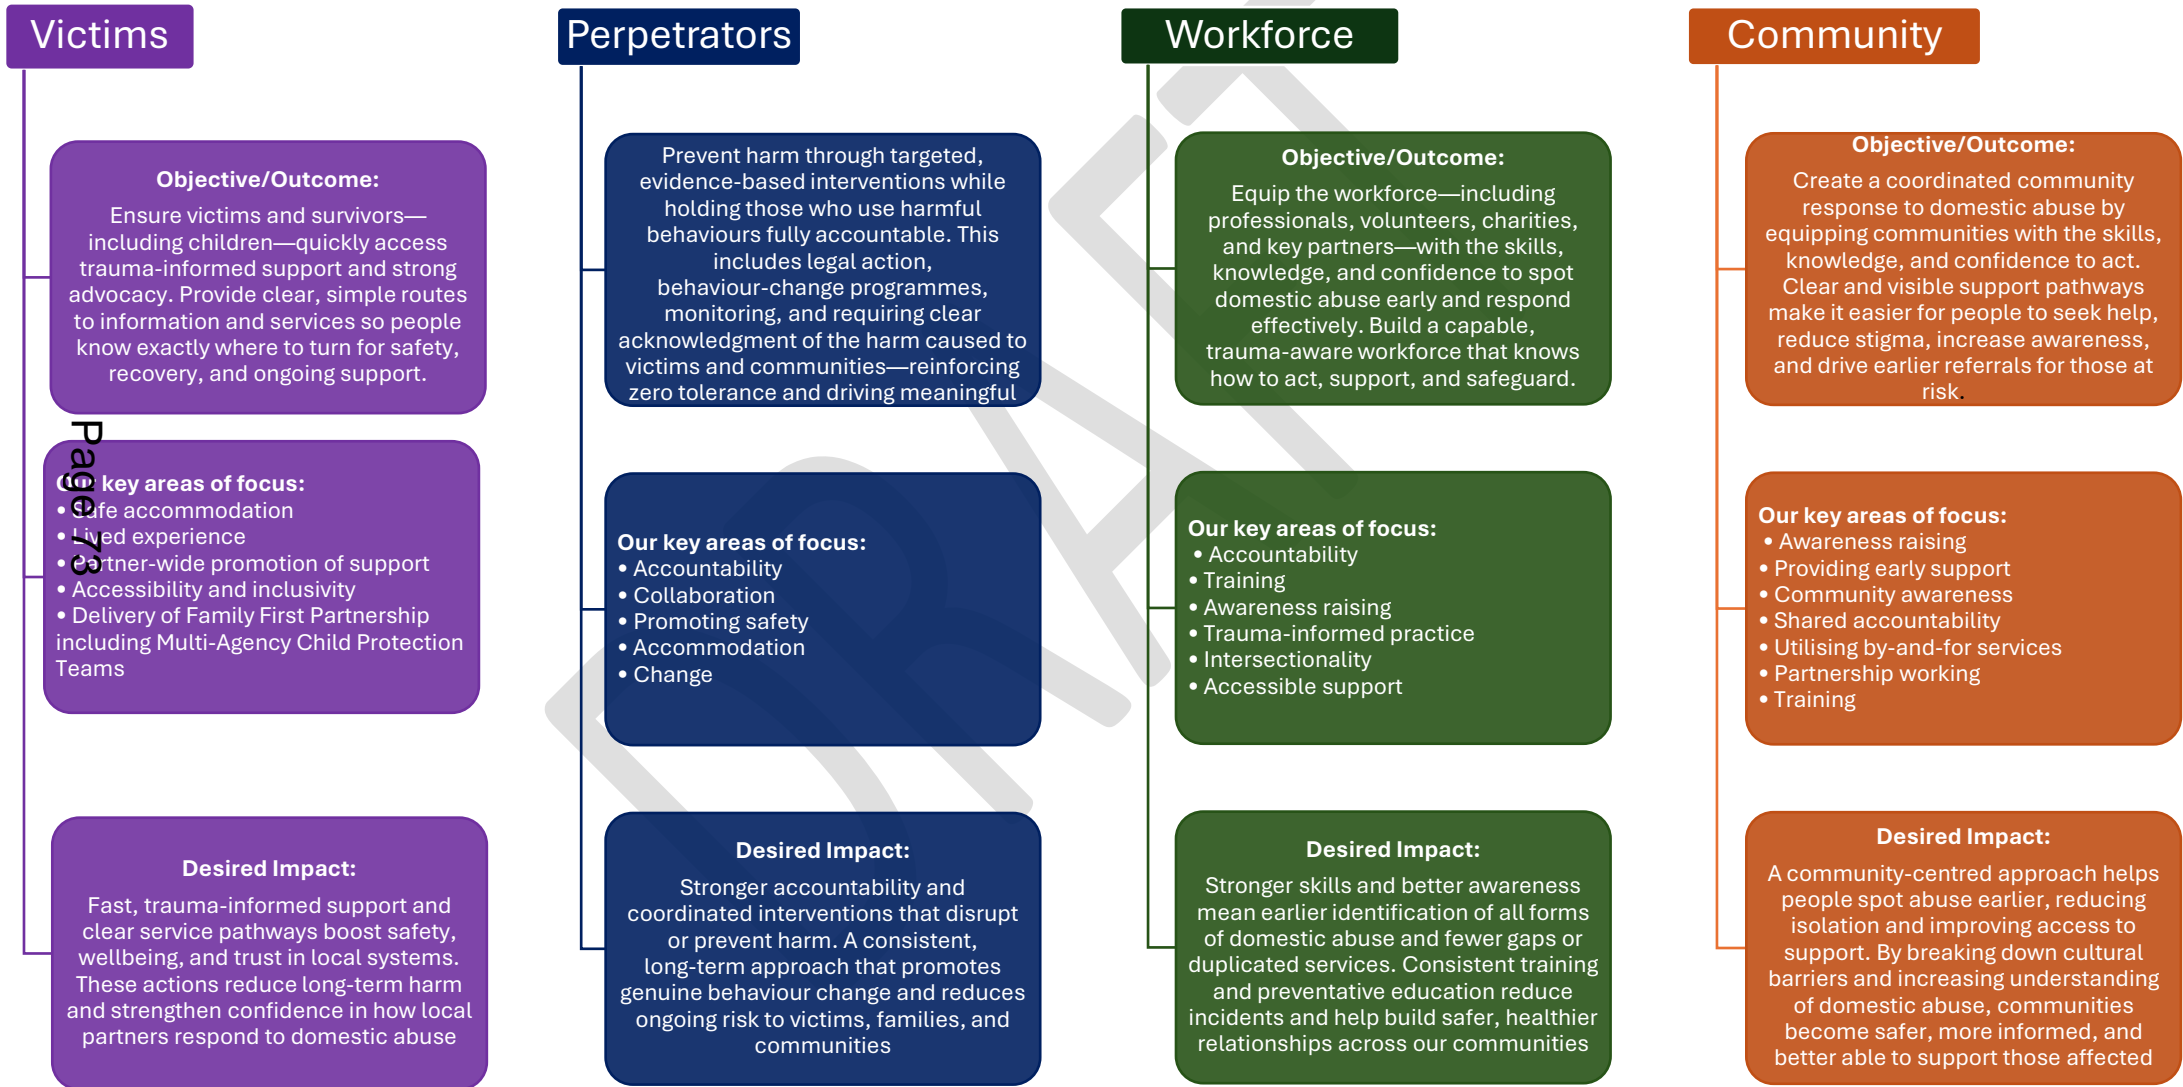 Victims
Objective/Outcome:
Ensure victims and survivors—
including children—quickly access
trauma-informed support and strong
advocacy. Provide clear, simple routes
to information and services so people
know exactly where to turn for safety,
recovery, and ongoing support.
Page 73
Our key areas of focus:
• Safe accommodation
• Lived experience
• Partner-wide promotion of support
• Accessibility and inclusivity
• Delivery of Family First Partnership
including Multi-Agency Child Protection
Teams
Desired Impact:
Fast, trauma-informed support and
clear service pathways boost safety,
wellbeing, and trust in local systems.
These actions reduce long-term harm
and strengthen confidence in how local
partners respond to domestic abuse
Perpetrators
Prevent harm through targeted,
evidence-based interventions while
holding those who use harmful
behaviours fully accountable. This
includes legal action,
behaviour-change programmes,
monitoring, and requiring clear
acknowledgment of the harm caused to
victims and communities—reinforcing
zero tolerance and driving meaningful
Our key areas of focus:
• Accountability
• Collaboration
• Promoting safety
• Accommodation
• Change
Desired Impact:
Stronger accountability and
coordinated interventions that disrupt
or prevent harm. A consistent,
long-term approach that promotes
genuine behaviour change and reduces
ongoing risk to victims, families, and
communities
Workforce
Objective/Outcome:
Equip the workforce—including
professionals, volunteers, charities,
and key partners—with the skills,
knowledge, and confidence to spot
domestic abuse early and respond
effectively. Build a capable,
trauma-aware workforce that knows
how to act, support, and safeguard.
Our key areas of focus:
• Accountability
• Training
• Awareness raising
• Trauma-informed practice
• Intersectionality
• Accessible support
Desired Impact:
Stronger skills and better awareness
mean earlier identification of all forms
of domestic abuse and fewer gaps or
duplicated services. Consistent training
and preventative education reduce
incidents and help build safer, healthier
relationships across our communities
Community
Objective/Outcome:
Create a coordinated community
response to domestic abuse by
equipping communities with the skills,
knowledge, and confidence to act.
Clear and visible support pathways
make it easier for people to seek help,
reduce stigma, increase awareness,
and drive earlier referrals for those at
risk.
Our key areas of focus:
• Awareness raising
• Providing early support
• Community awareness
• Shared accountability
• Utilising by-and-for services
• Partnership working
• Training
Desired Impact:
A community-centred approach helps
people spot abuse earlier, reducing
isolation and improving access to
support. By breaking down cultural
barriers and increasing understanding
of domestic abuse, communities
become safer, more informed, and
better able to support those affected
DRAFT